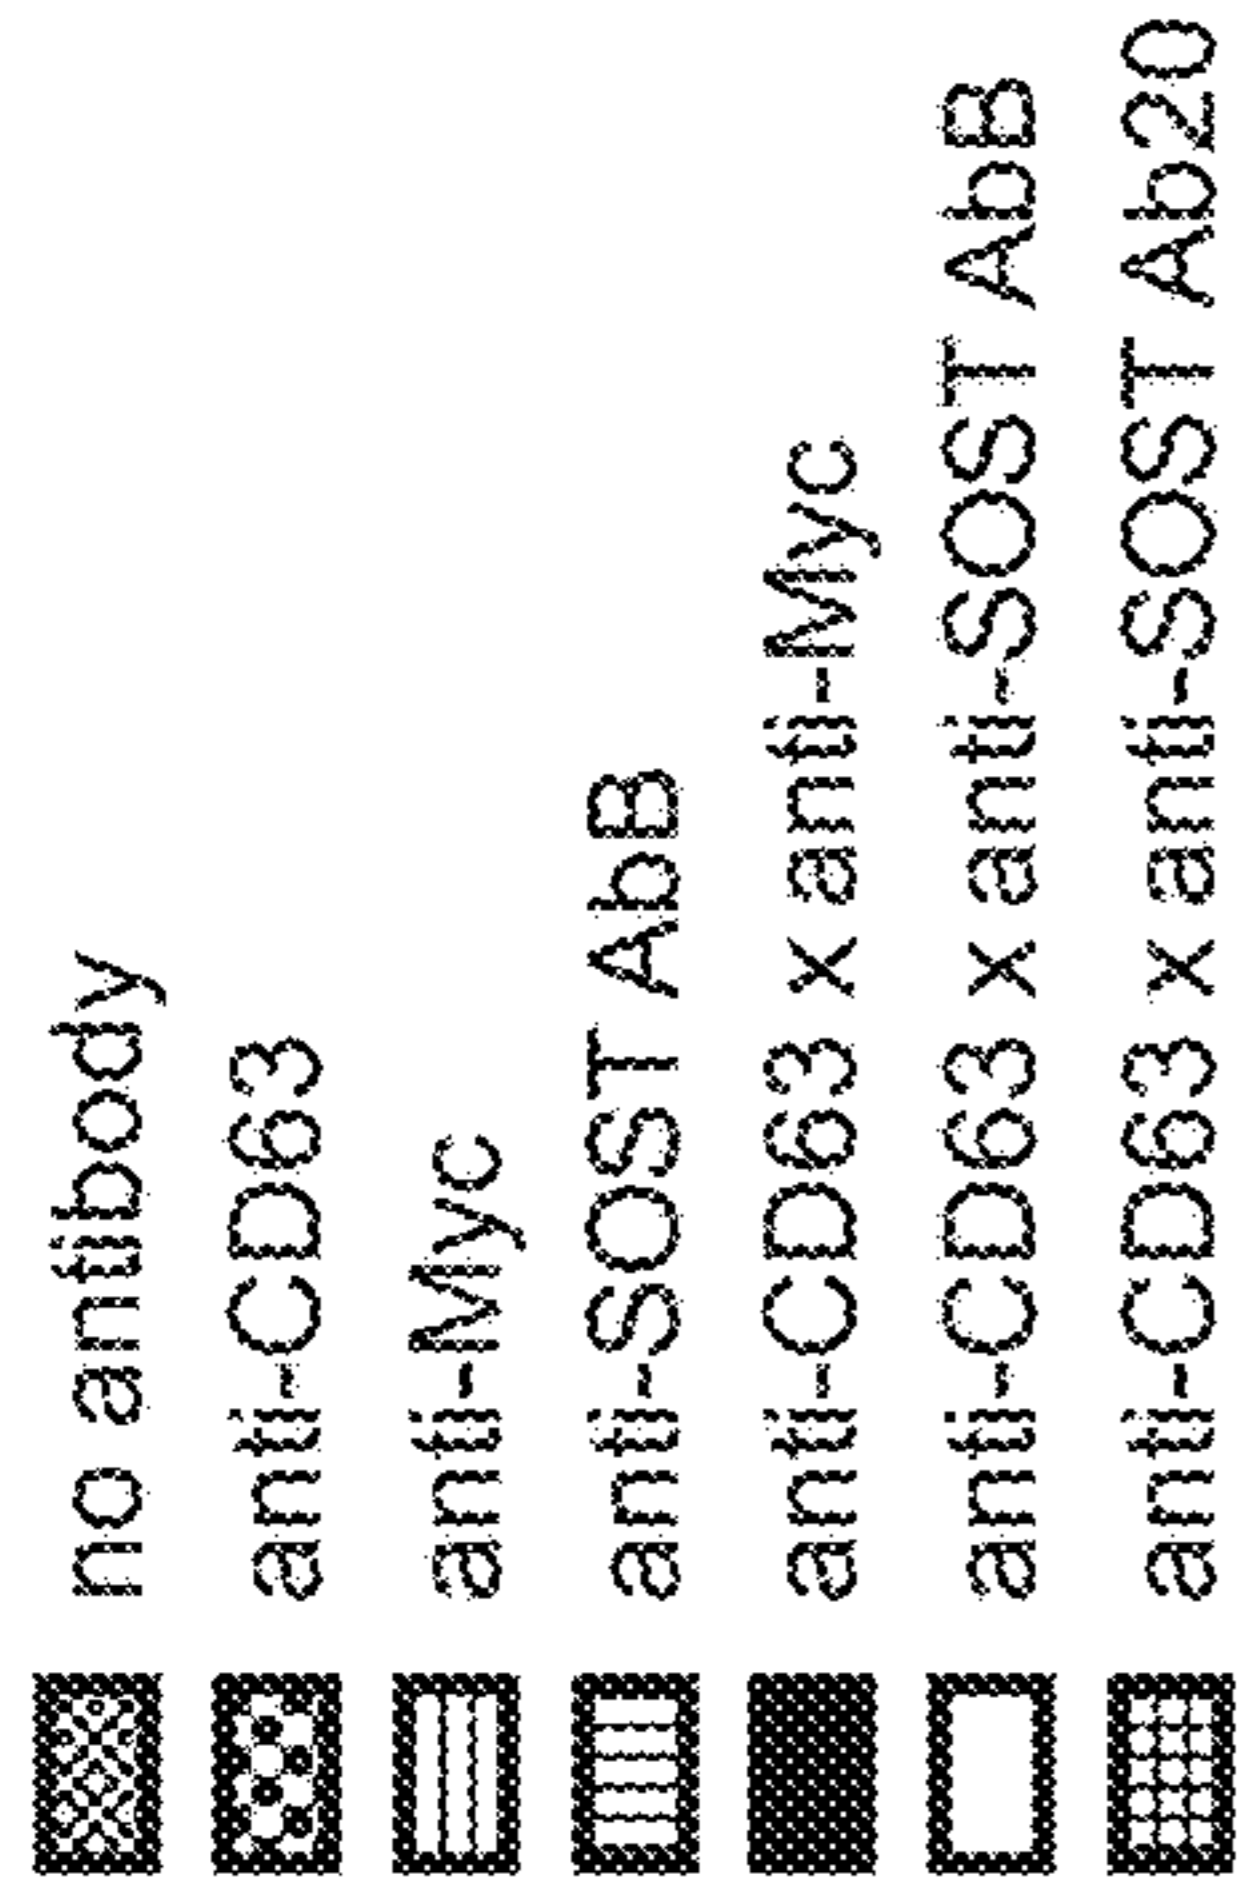 no antibody
anti-CD63
anti-Myc
anti-SOST AbB
anti-CD63 x anti-Myc
anti-CD63 x anti-SOST AbB
anti-CD63 x anti-SOST Ab20